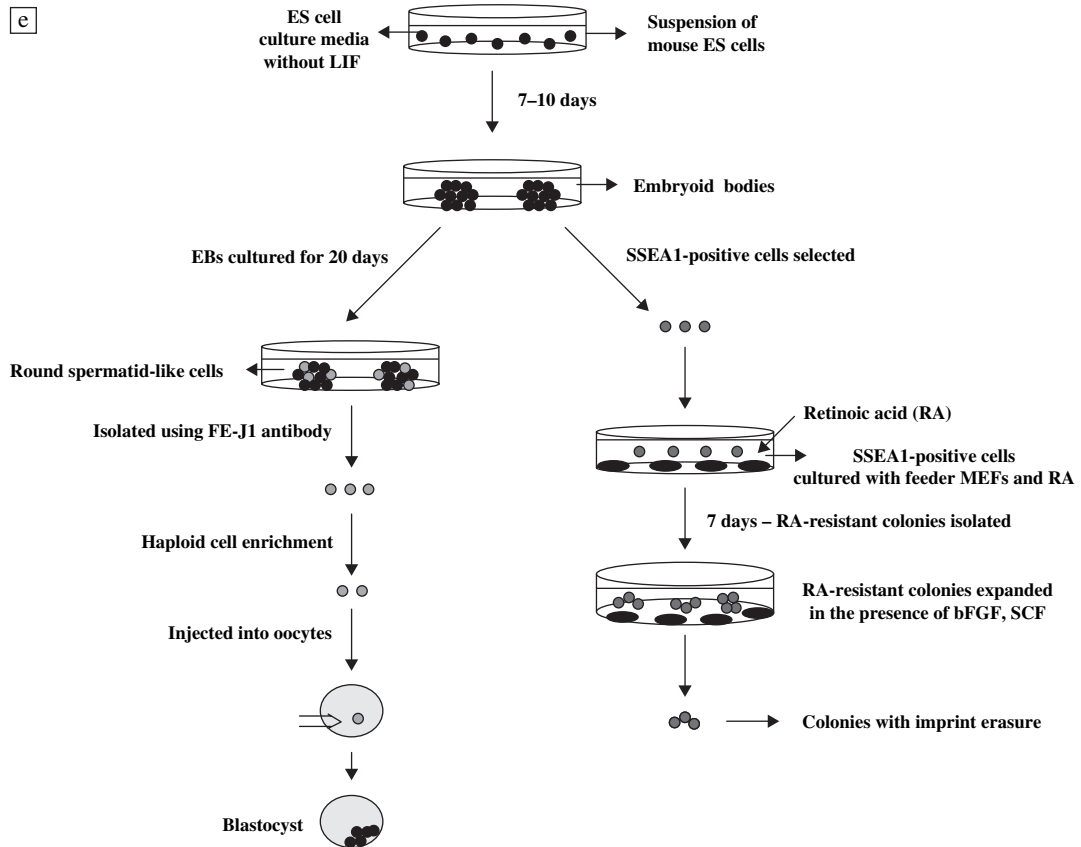 e
ES cell
culture media
without LIF
Suspension of
mouse ES cells
7–10 days
Embryoid bodies
EBs cultured for 20 days
SSEA1-positive cells selected
Round spermatid-like cells
Isolated using FE-J1 antibody
Retinoic acid (RA)
SSEA1-positive cells
cultured with feeder MEFs and RA
7 days – RA-resistant colonies isolated
Haploid cell enrichment
RA-resistant colonies expanded
in the presence of bFGF, SCF
Injected into oocytes
Colonies with imprint erasure
Blastocyst